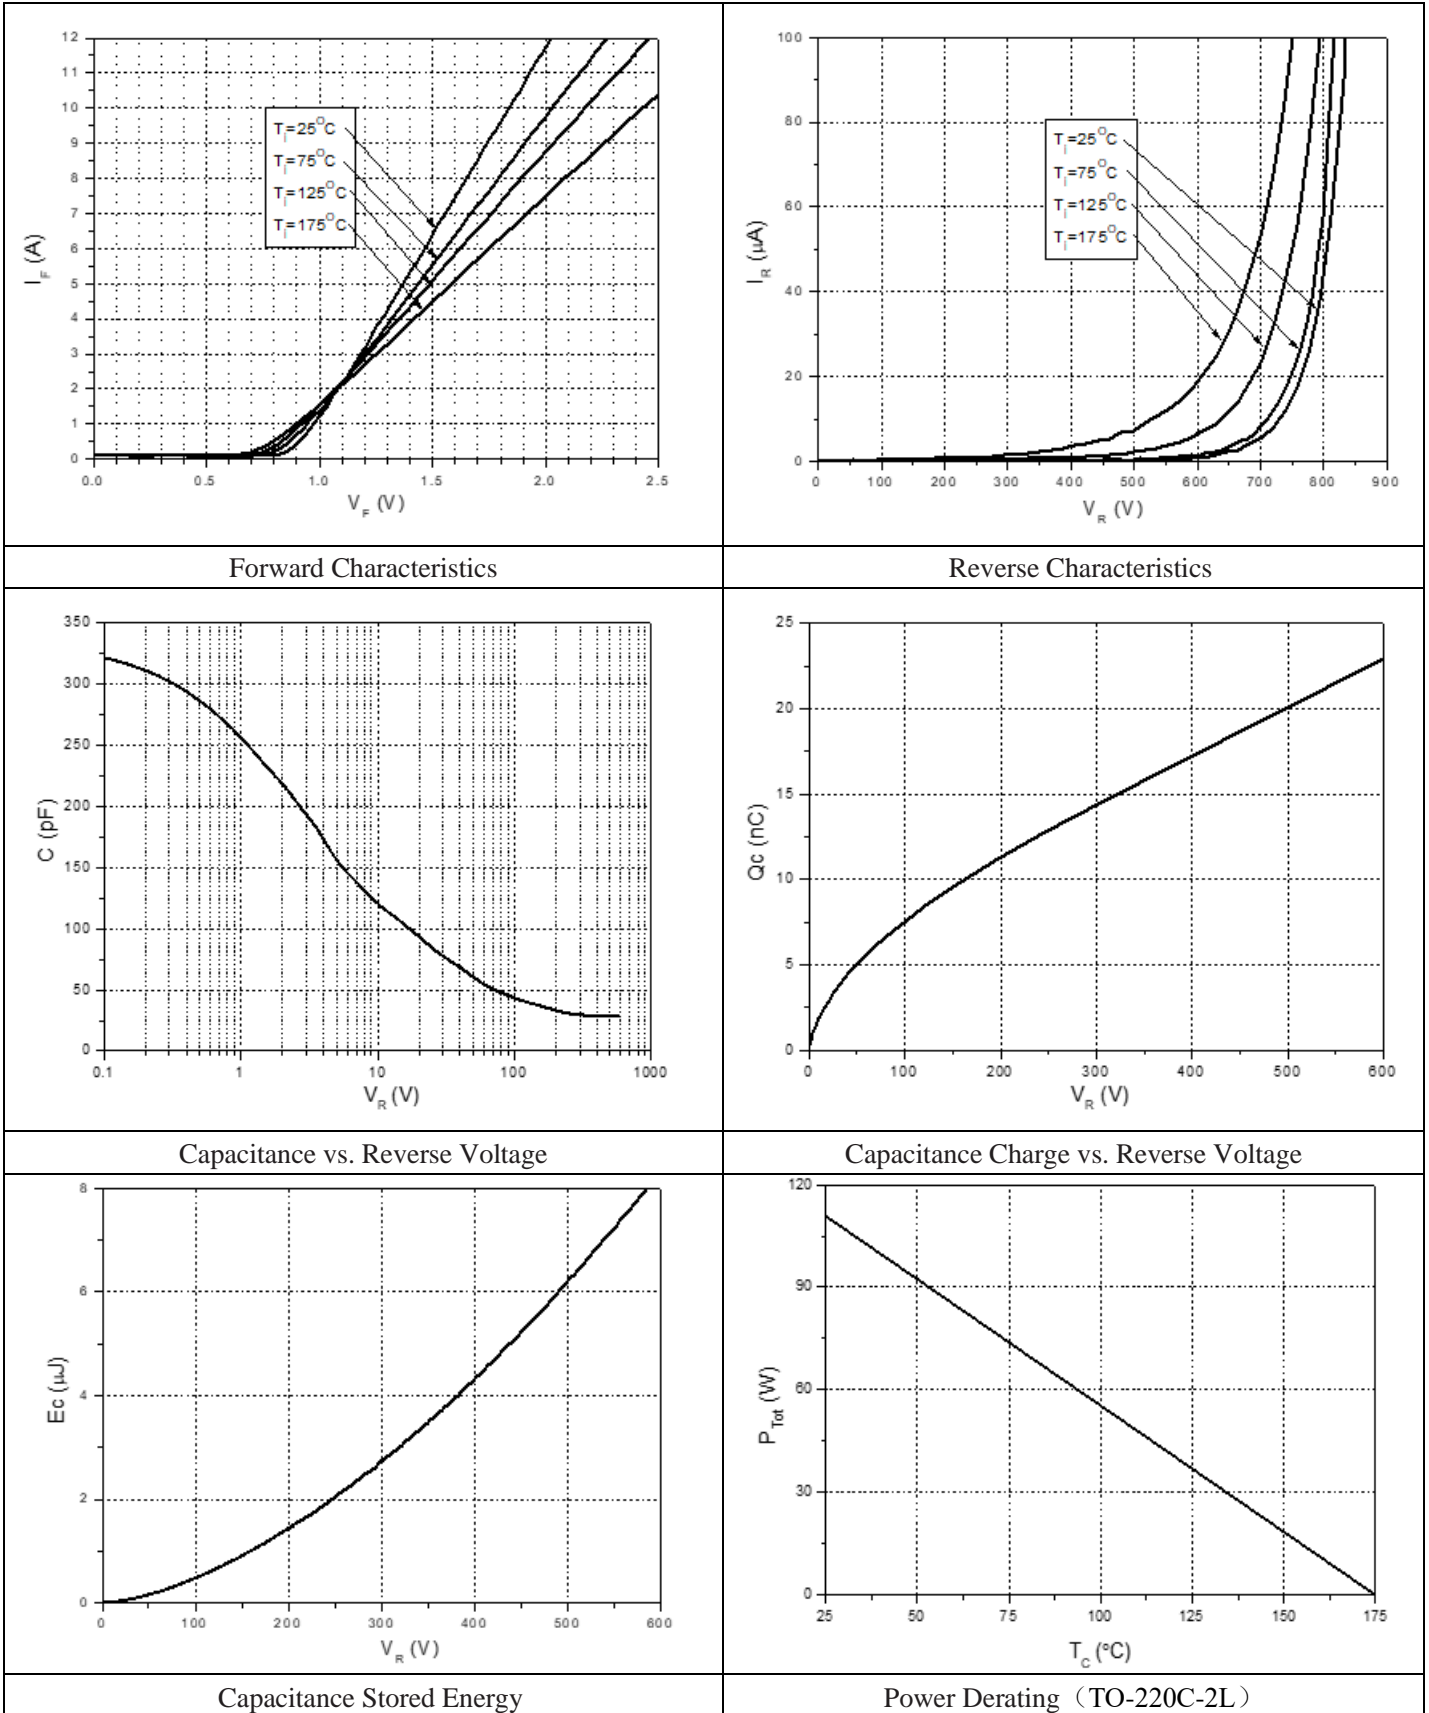 12
11
10
9
8
7
6
5
4
3
2
1
0
I_F (A)
T_j=25°C
T_j=75°C
T_j=125°C
T_j=175°C
0.0 0.5 1.0 1.5 2.0 2.5
V_F (V)
100
80
60
40
20
0
I_R (μA)
T_j=25°C
T_j=75°C
T_j=125°C
T_j=175°C
0 100 200 300 400 500 600 700 800 900
V_R (V)
Forward Characteristics
Reverse Characteristics
350
300
250
200
150
100
50
0
C (pF)
0.1 1 10 100 1000
V_R (V)
25
20
15
10
5
0
Qc (nC)
0 100 200 300 400 500 600
V_R (V)
Capacitance vs. Reverse Voltage
Capacitance Charge vs. Reverse Voltage
8
6
4
2
0
Ec (μJ)
0 100 200 300 400 500 600
V_R (V)
120
90
60
30
0
P_Tot (W)
25 50 75 100 125 150 175
T_C (°C)
Capacitance Stored Energy
Power Derating（TO-220C-2L）